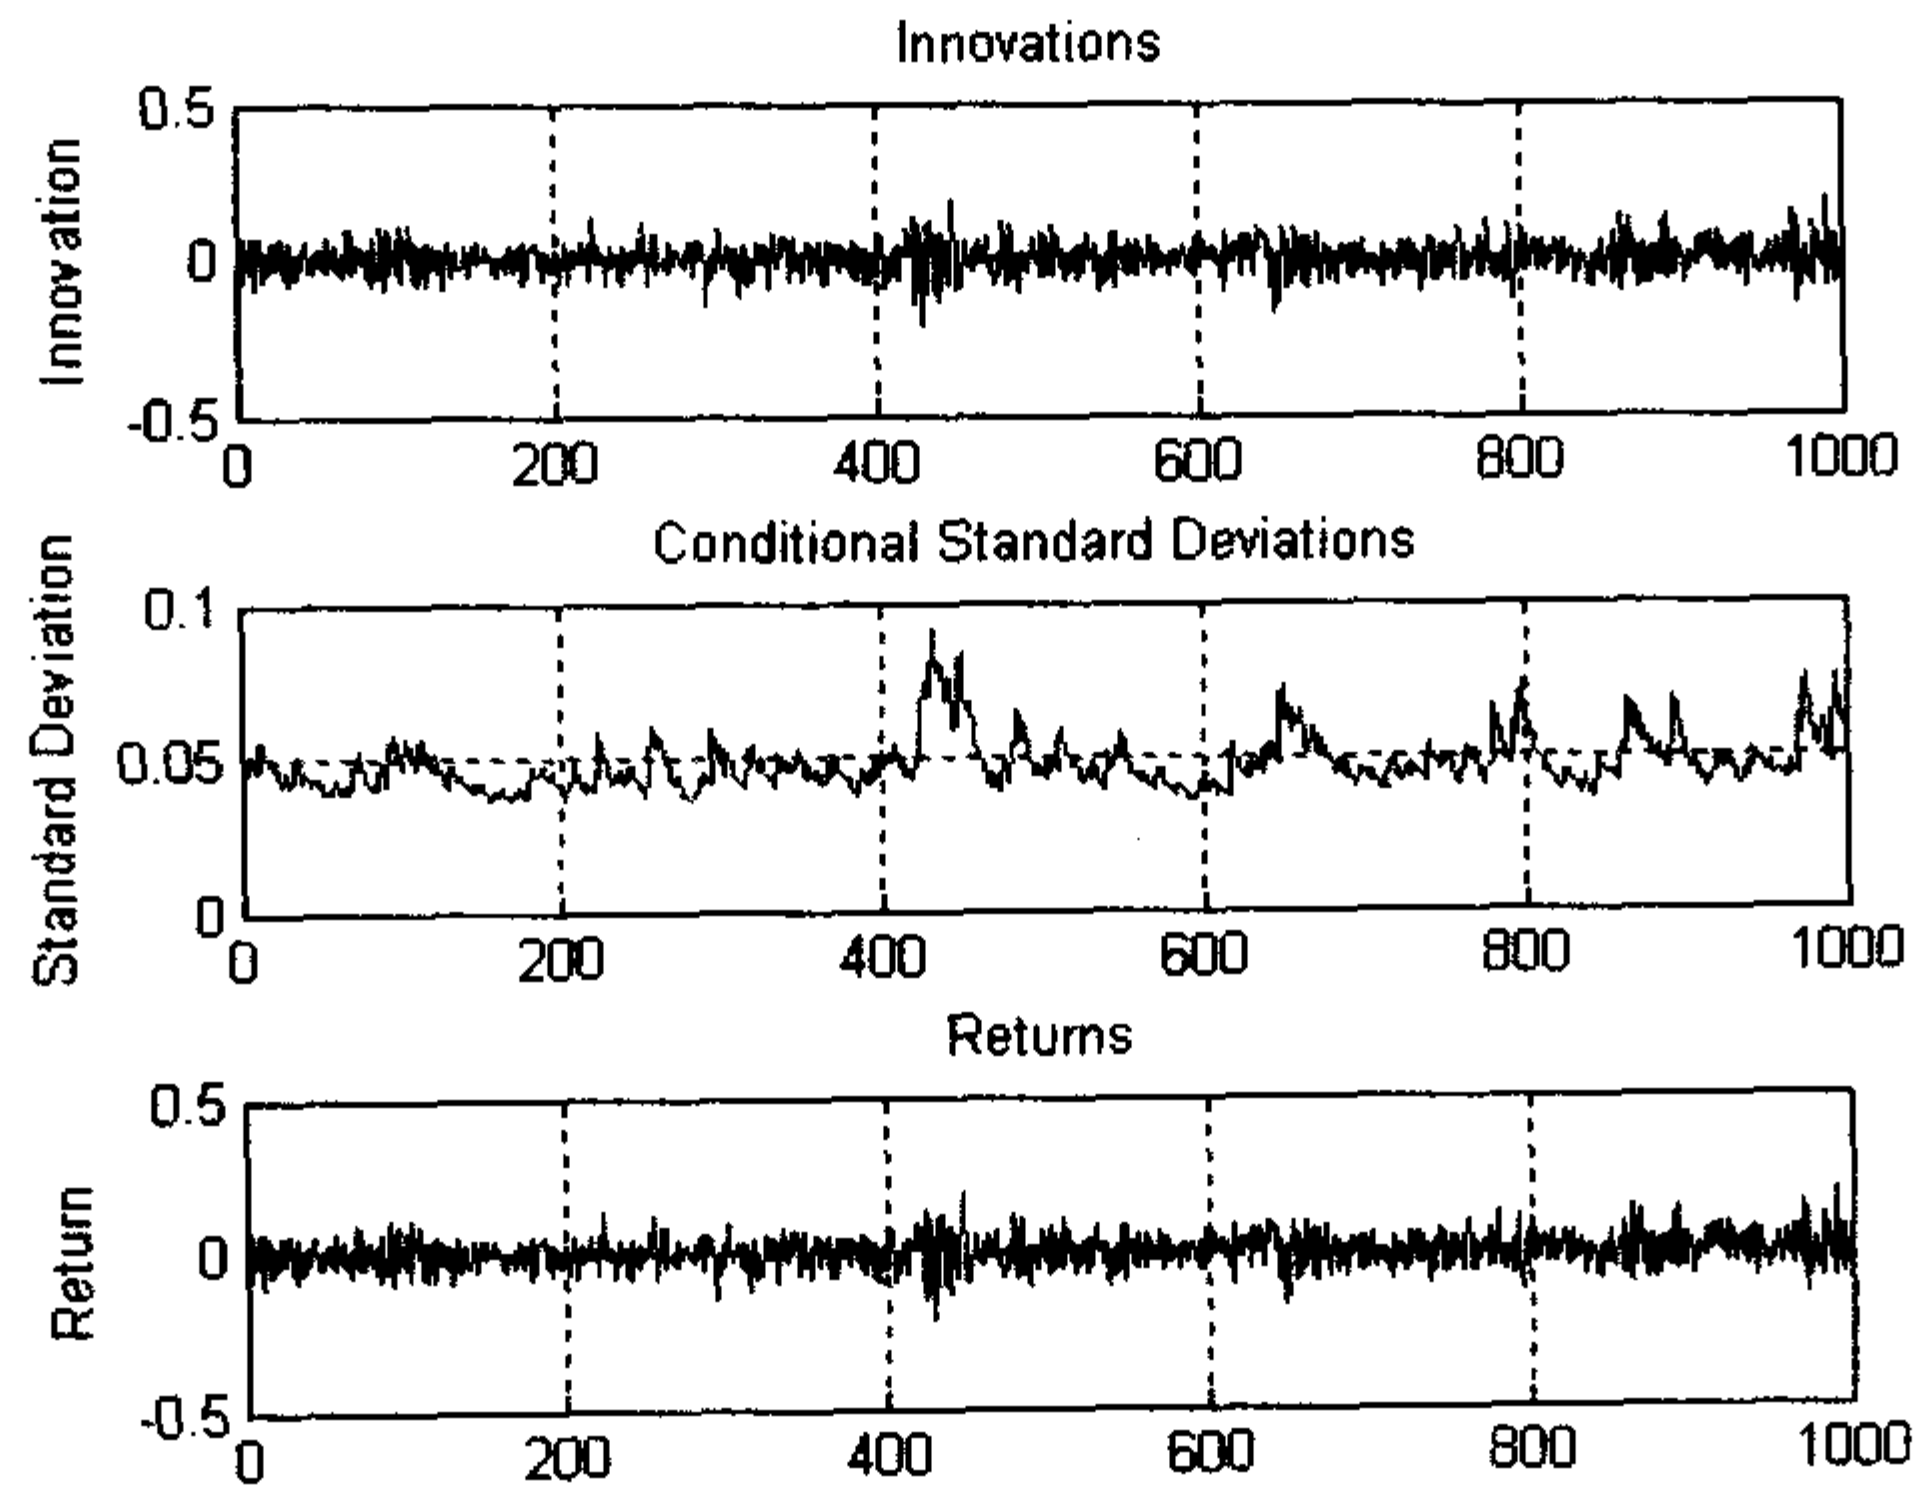 Innovations
0.5
0
-0.5
Innovation
0 200 400 600 800 1000
Conditional Standard Deviations
0.1
0.05
0
Standard Deviation
0 200 400 600 800 1000
Returns
0.5
0
-0.5
Return
0 200 400 600 800 1000